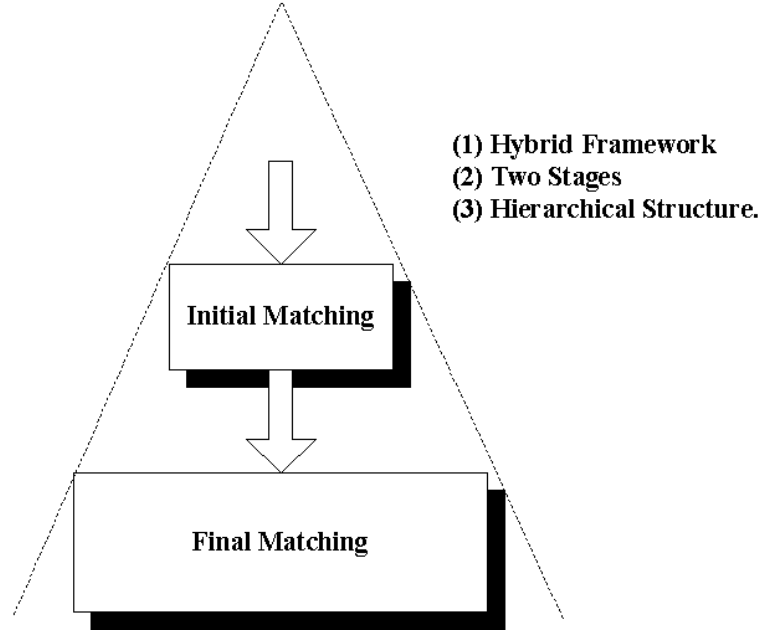 (1) Hybrid Framework
(2) Two Stages
(3) Hierarchical Structure.
Initial Matching
Final Matching